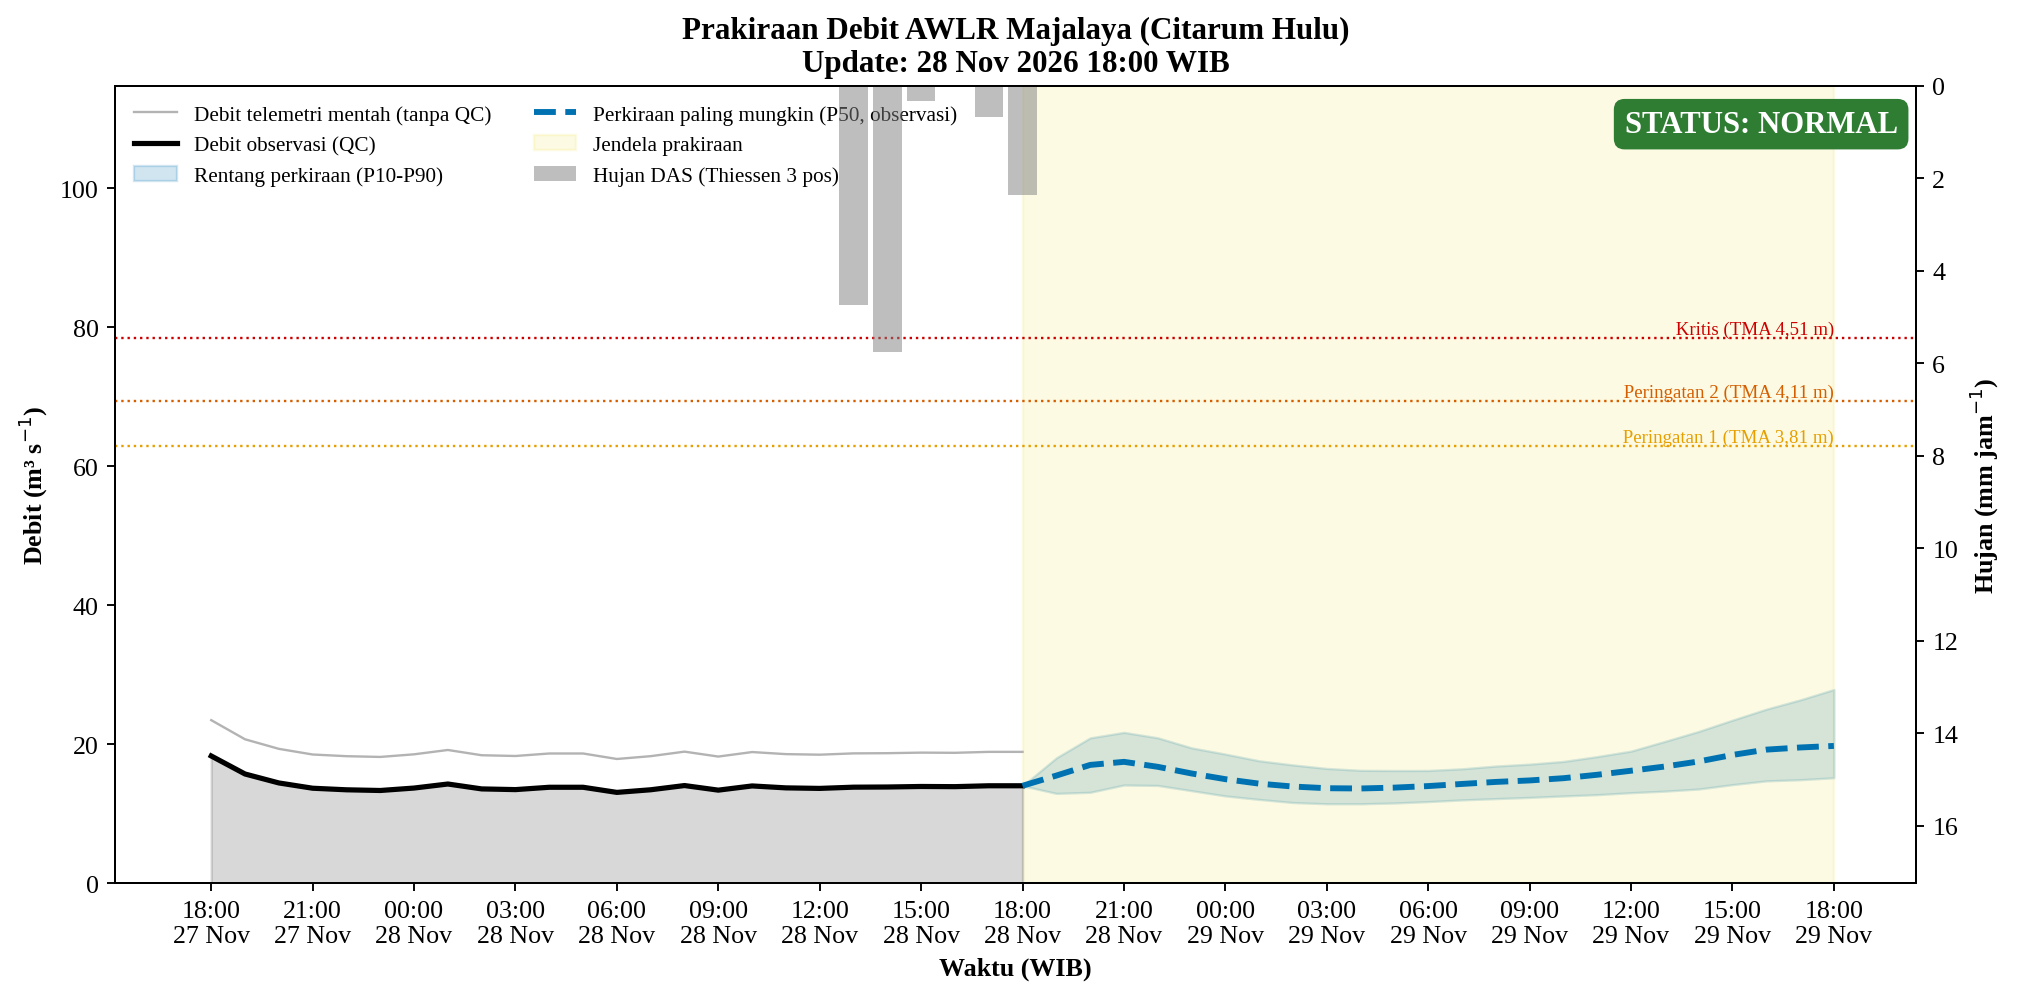 Prakiraan Debit AWLR Majalaya (Citarum Hulu)
Update: 28 Nov 2026 18:00 WIB
Debit telemetri mentah (tanpa QC)
Debit observasi (QC)
Rentang perkiraan (P10-P90)
Perkiraan paling mungkin (P50, observasi)
Jendela prakiraan
Hujan DAS (Thiessen 3 pos)
STATUS: NORMAL
Kritis (TMA 4,51 m)
Peringatan 2 (TMA 4,11 m)
Peringatan 1 (TMA 3,81 m)
Debit (m³ s⁻¹)
100
80
60
40
20
0
Hujan (mm jam⁻¹)
0
2
4
6
8
10
12
14
16
18:00 21:00 00:00 03:00 06:00 09:00 12:00 15:00 18:00 21:00 00:00 03:00 06:00 09:00 12:00 15:00 18:00
27 Nov 27 Nov 28 Nov 28 Nov 28 Nov 28 Nov 28 Nov 28 Nov 28 Nov 28 Nov 29 Nov 29 Nov 29 Nov 29 Nov 29 Nov 29 Nov 29 Nov
Waktu (WIB)